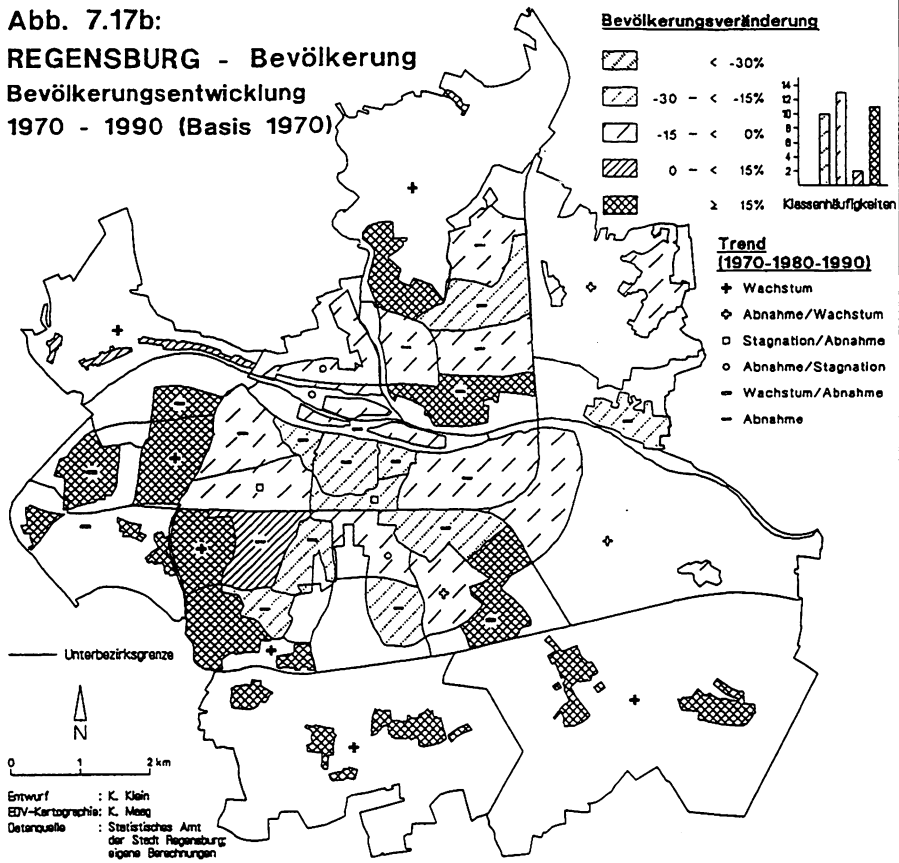 Abb. 7.17b:
REGENSBURG - Bevölkerung
Bevölkerungsentwicklung
1970 - 1990 (Basis 1970)
Bevölkerungsveränderung
< -30%
-30 - < -15%
-15 - < 0%
0 - < 15%
≥ 15%
14
12
10
8
6
4
2
Klassenhäufigkeiten
Trend
(1970-1980-1990)
Wachstum
Abnahme/Wachstum
Stagnation/Abnahme
Abnahme/Stagnation
Wachstum/Abnahme
Abnahme
Unterbezirksgrenze
N
0 1 2 km
Entwurf : K. Klein
EDV-Kartographie: K. Maag
Datenquelle : Statistisches Amt
der Stadt Regensburg;
eigene Berechnungen